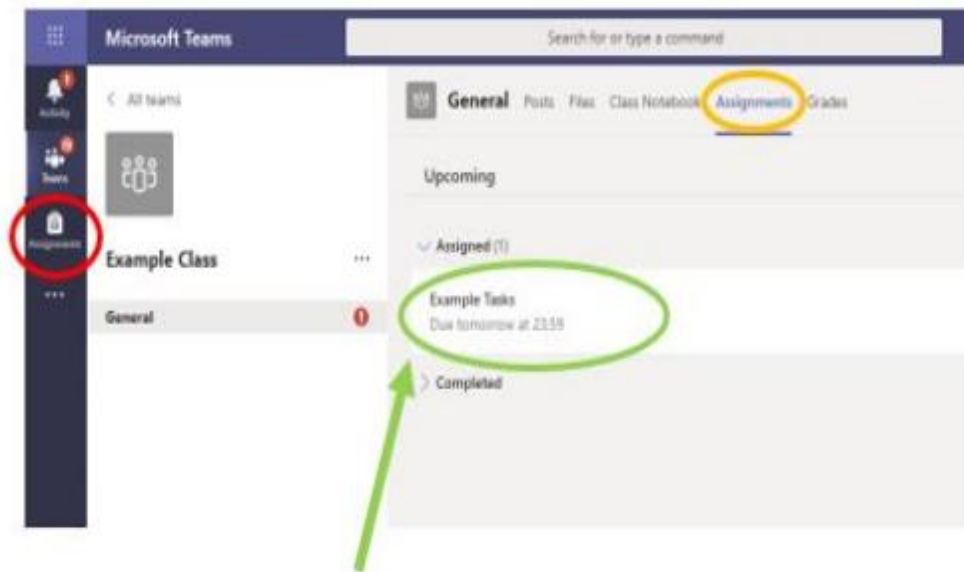 Microsoft Teams
Search for or type a command
Activity
All teams
General Posts Files Class Notebook Assignments Grades
Teams
Upcoming
Assignments
Assigned (1)
Example Class
Example Tasks
Due tomorrow at 23:59
General
Completed